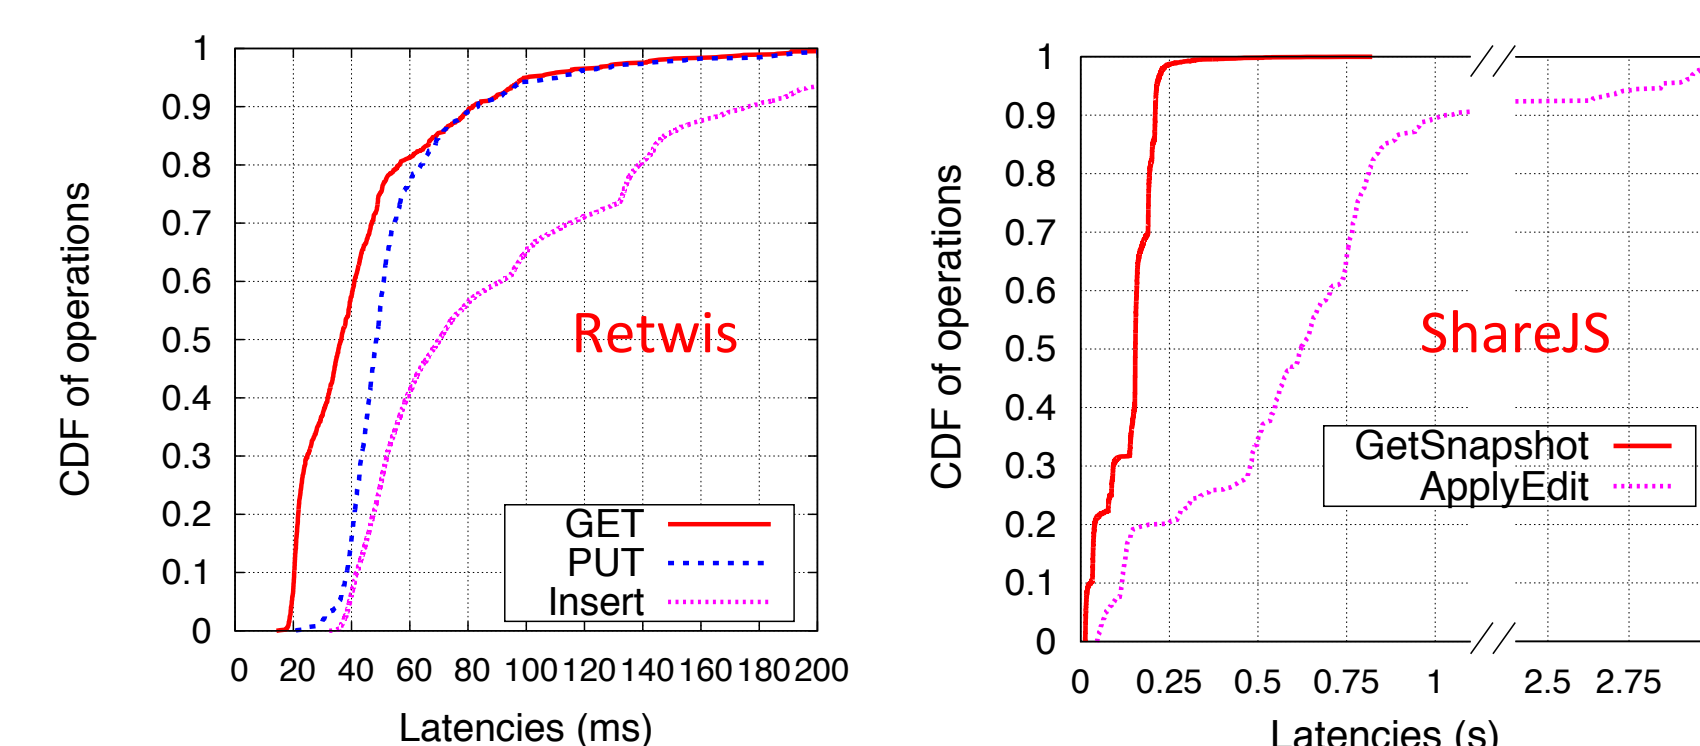 CDF of operations
1
0.9
0.8
0.7
0.6
0.5
0.4
0.3
0.2
0.1
0
Retwis
GET
PUT
Insert
0 20 40 60 80 100 120 140 160 180 200
Latencies (ms)
CDF of operations
1
0.9
0.8
0.7
0.6
0.5
0.4
0.3
0.2
0.1
0
ShareJS
GetSnapshot
ApplyEdit
0 0.25 0.5 0.75 1 2.5 2.75
Latencies (s)